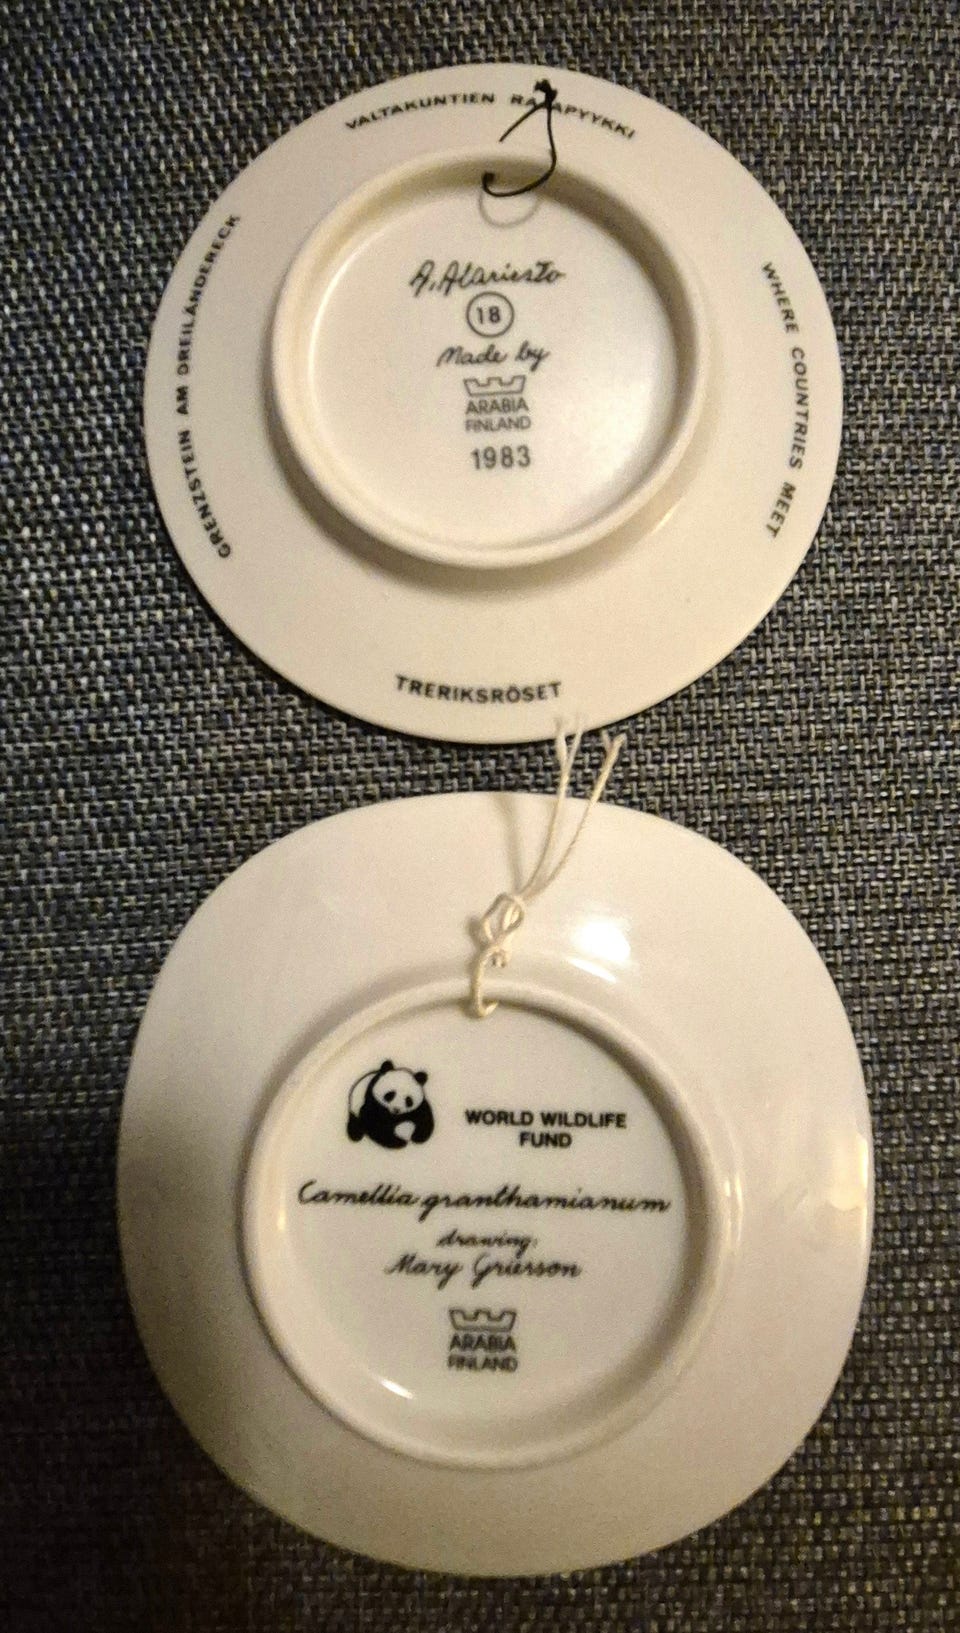 VALTAKUNTIEN RAJAPYYKKI
GRENZSTEIN AM DREILÄNDERECK
WHERE COUNTRIES MEET
A. Alariesto
18
Made by
ARABIA
FINLAND
1983
TRERIKSRÖSET
WORLD WILDLIFE
FUND
Camellia granthamianum
drawing:
Mary Grierson
ARABIA
FINLAND